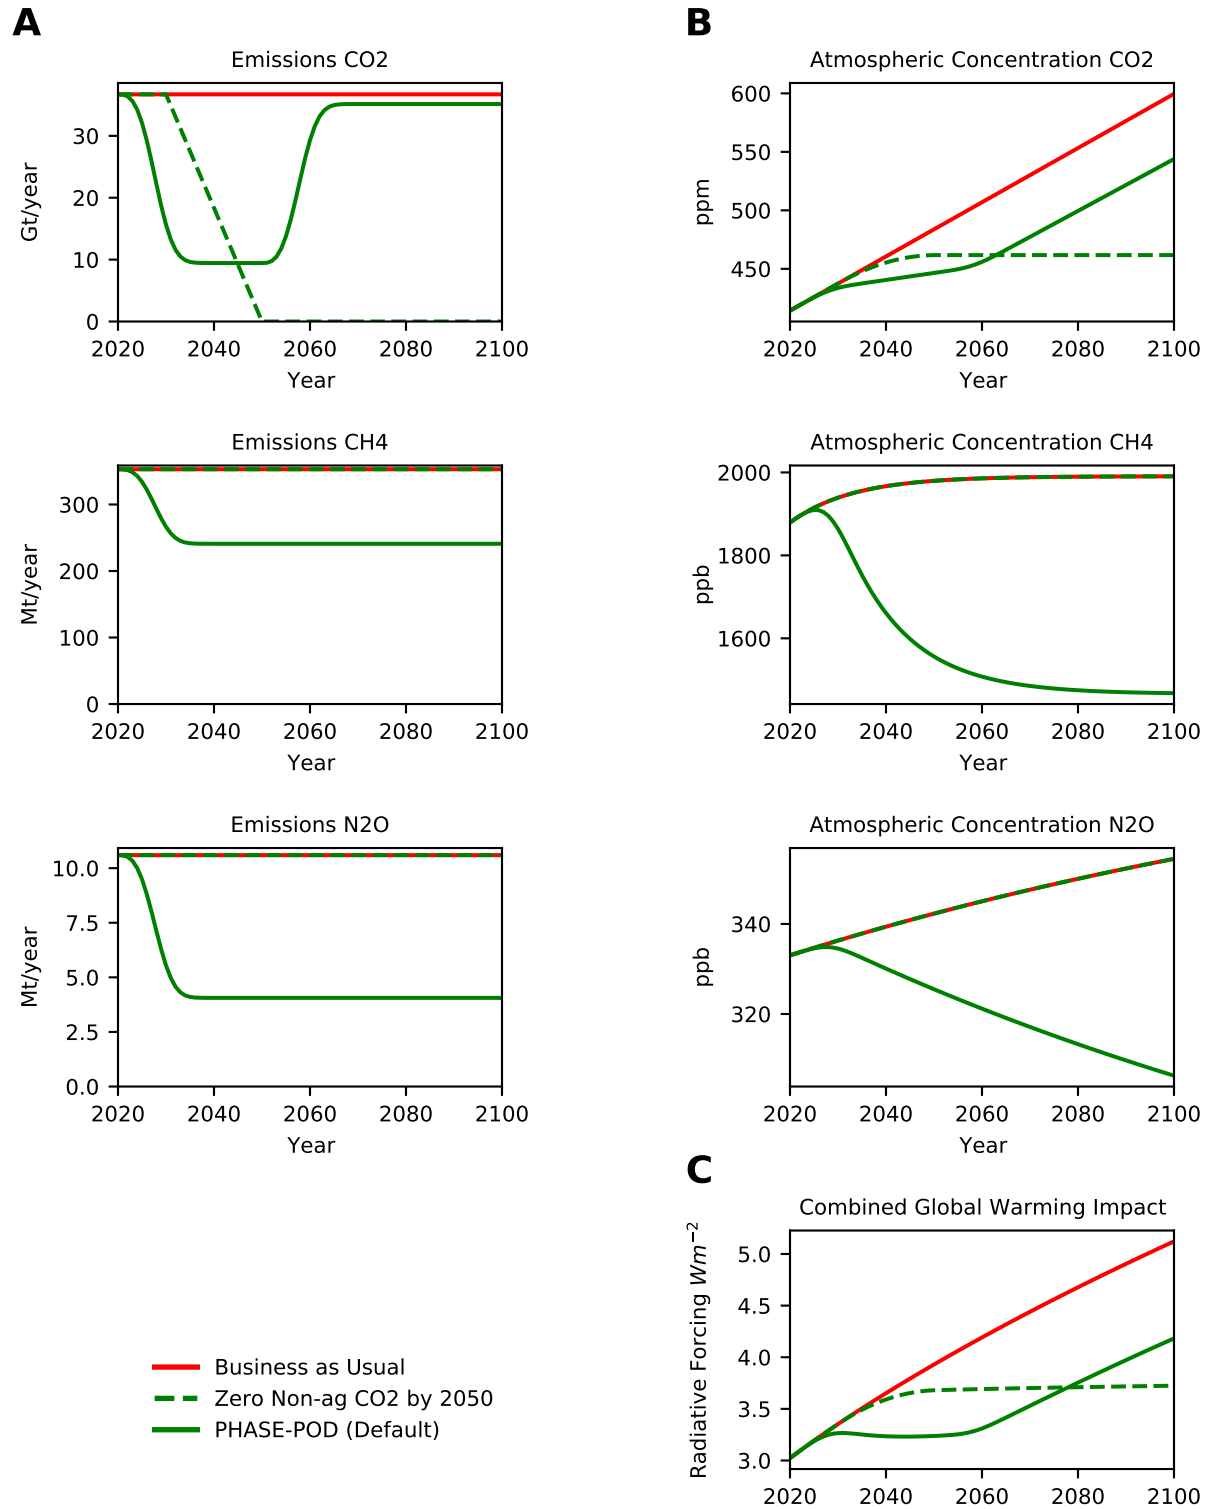 A
Emissions CO2
Gt/year
30
20
10
0
2020 2040 2060 2080 2100
Year
B
Atmospheric Concentration CO2
ppm
600
550
500
450
2020 2040 2060 2080 2100
Year
Emissions CH4
Mt/year
300
200
100
0
2020 2040 2060 2080 2100
Year
Atmospheric Concentration CH4
ppb
2000
1800
1600
2020 2040 2060 2080 2100
Year
Emissions N2O
Mt/year
10.0
7.5
5.0
2.5
0.0
2020 2040 2060 2080 2100
Year
Atmospheric Concentration N2O
ppb
340
320
2020 2040 2060 2080 2100
Year
C
Combined Global Warming Impact
Radiative Forcing Wm⁻²
5.0
4.5
4.0
3.5
3.0
2020 2040 2060 2080 2100
Business as Usual
Zero Non-ag CO2 by 2050
PHASE-POD (Default)